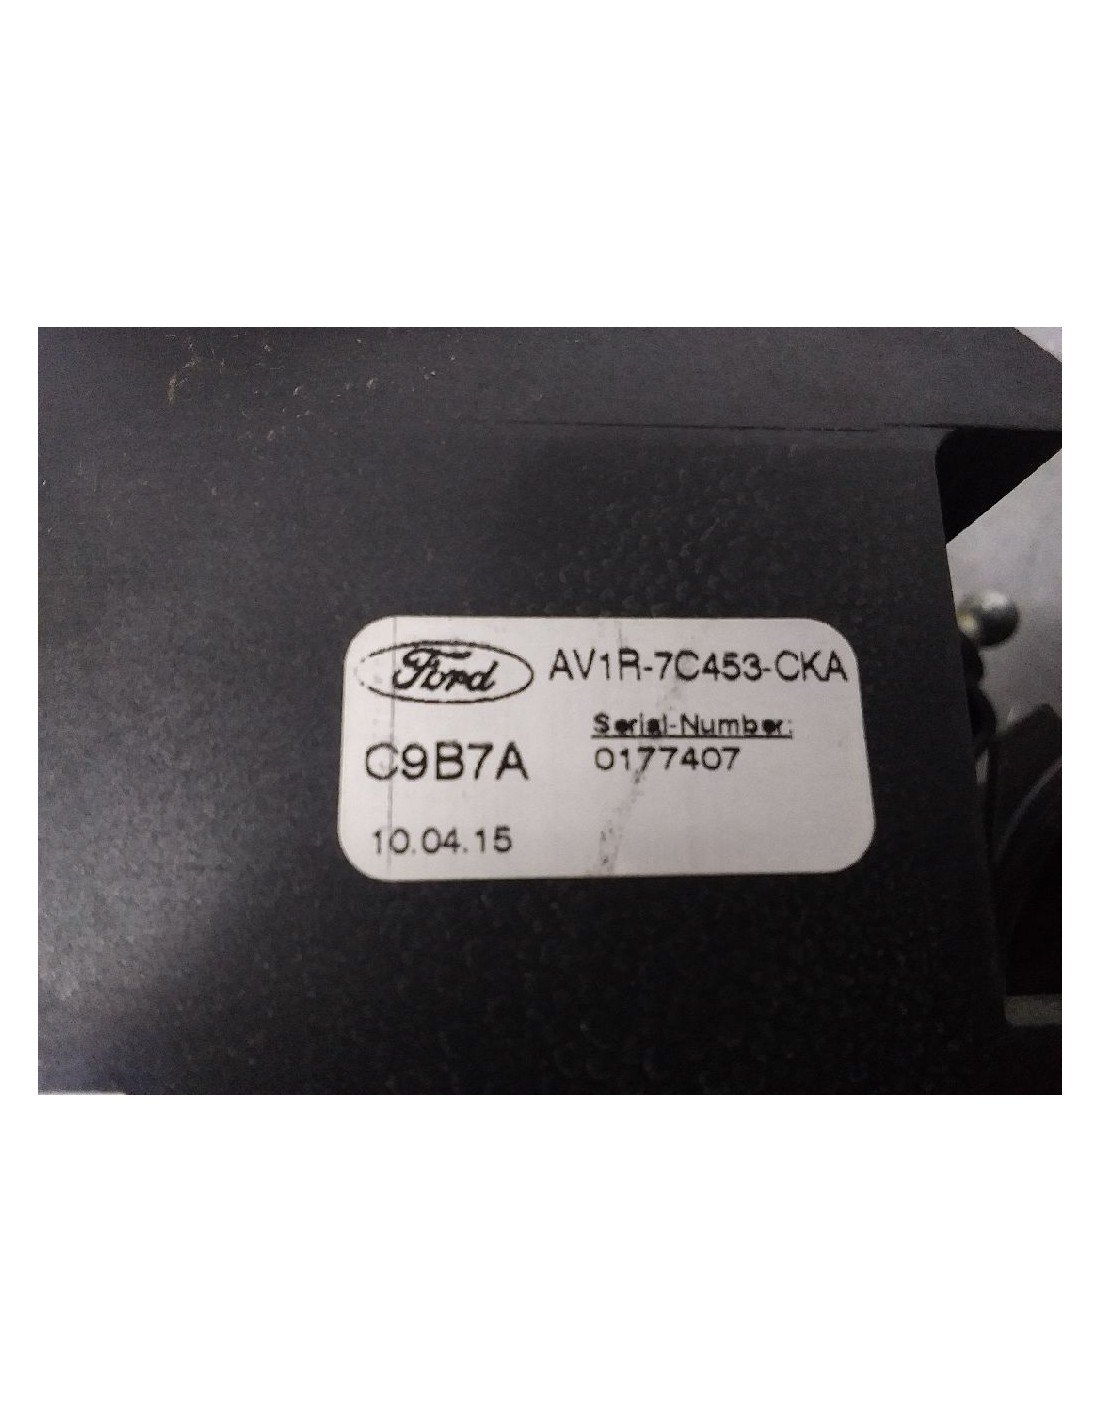 Ford AV1R-7C453-CKA
Serial-Number:
C9B7A 0177407
10.04.15